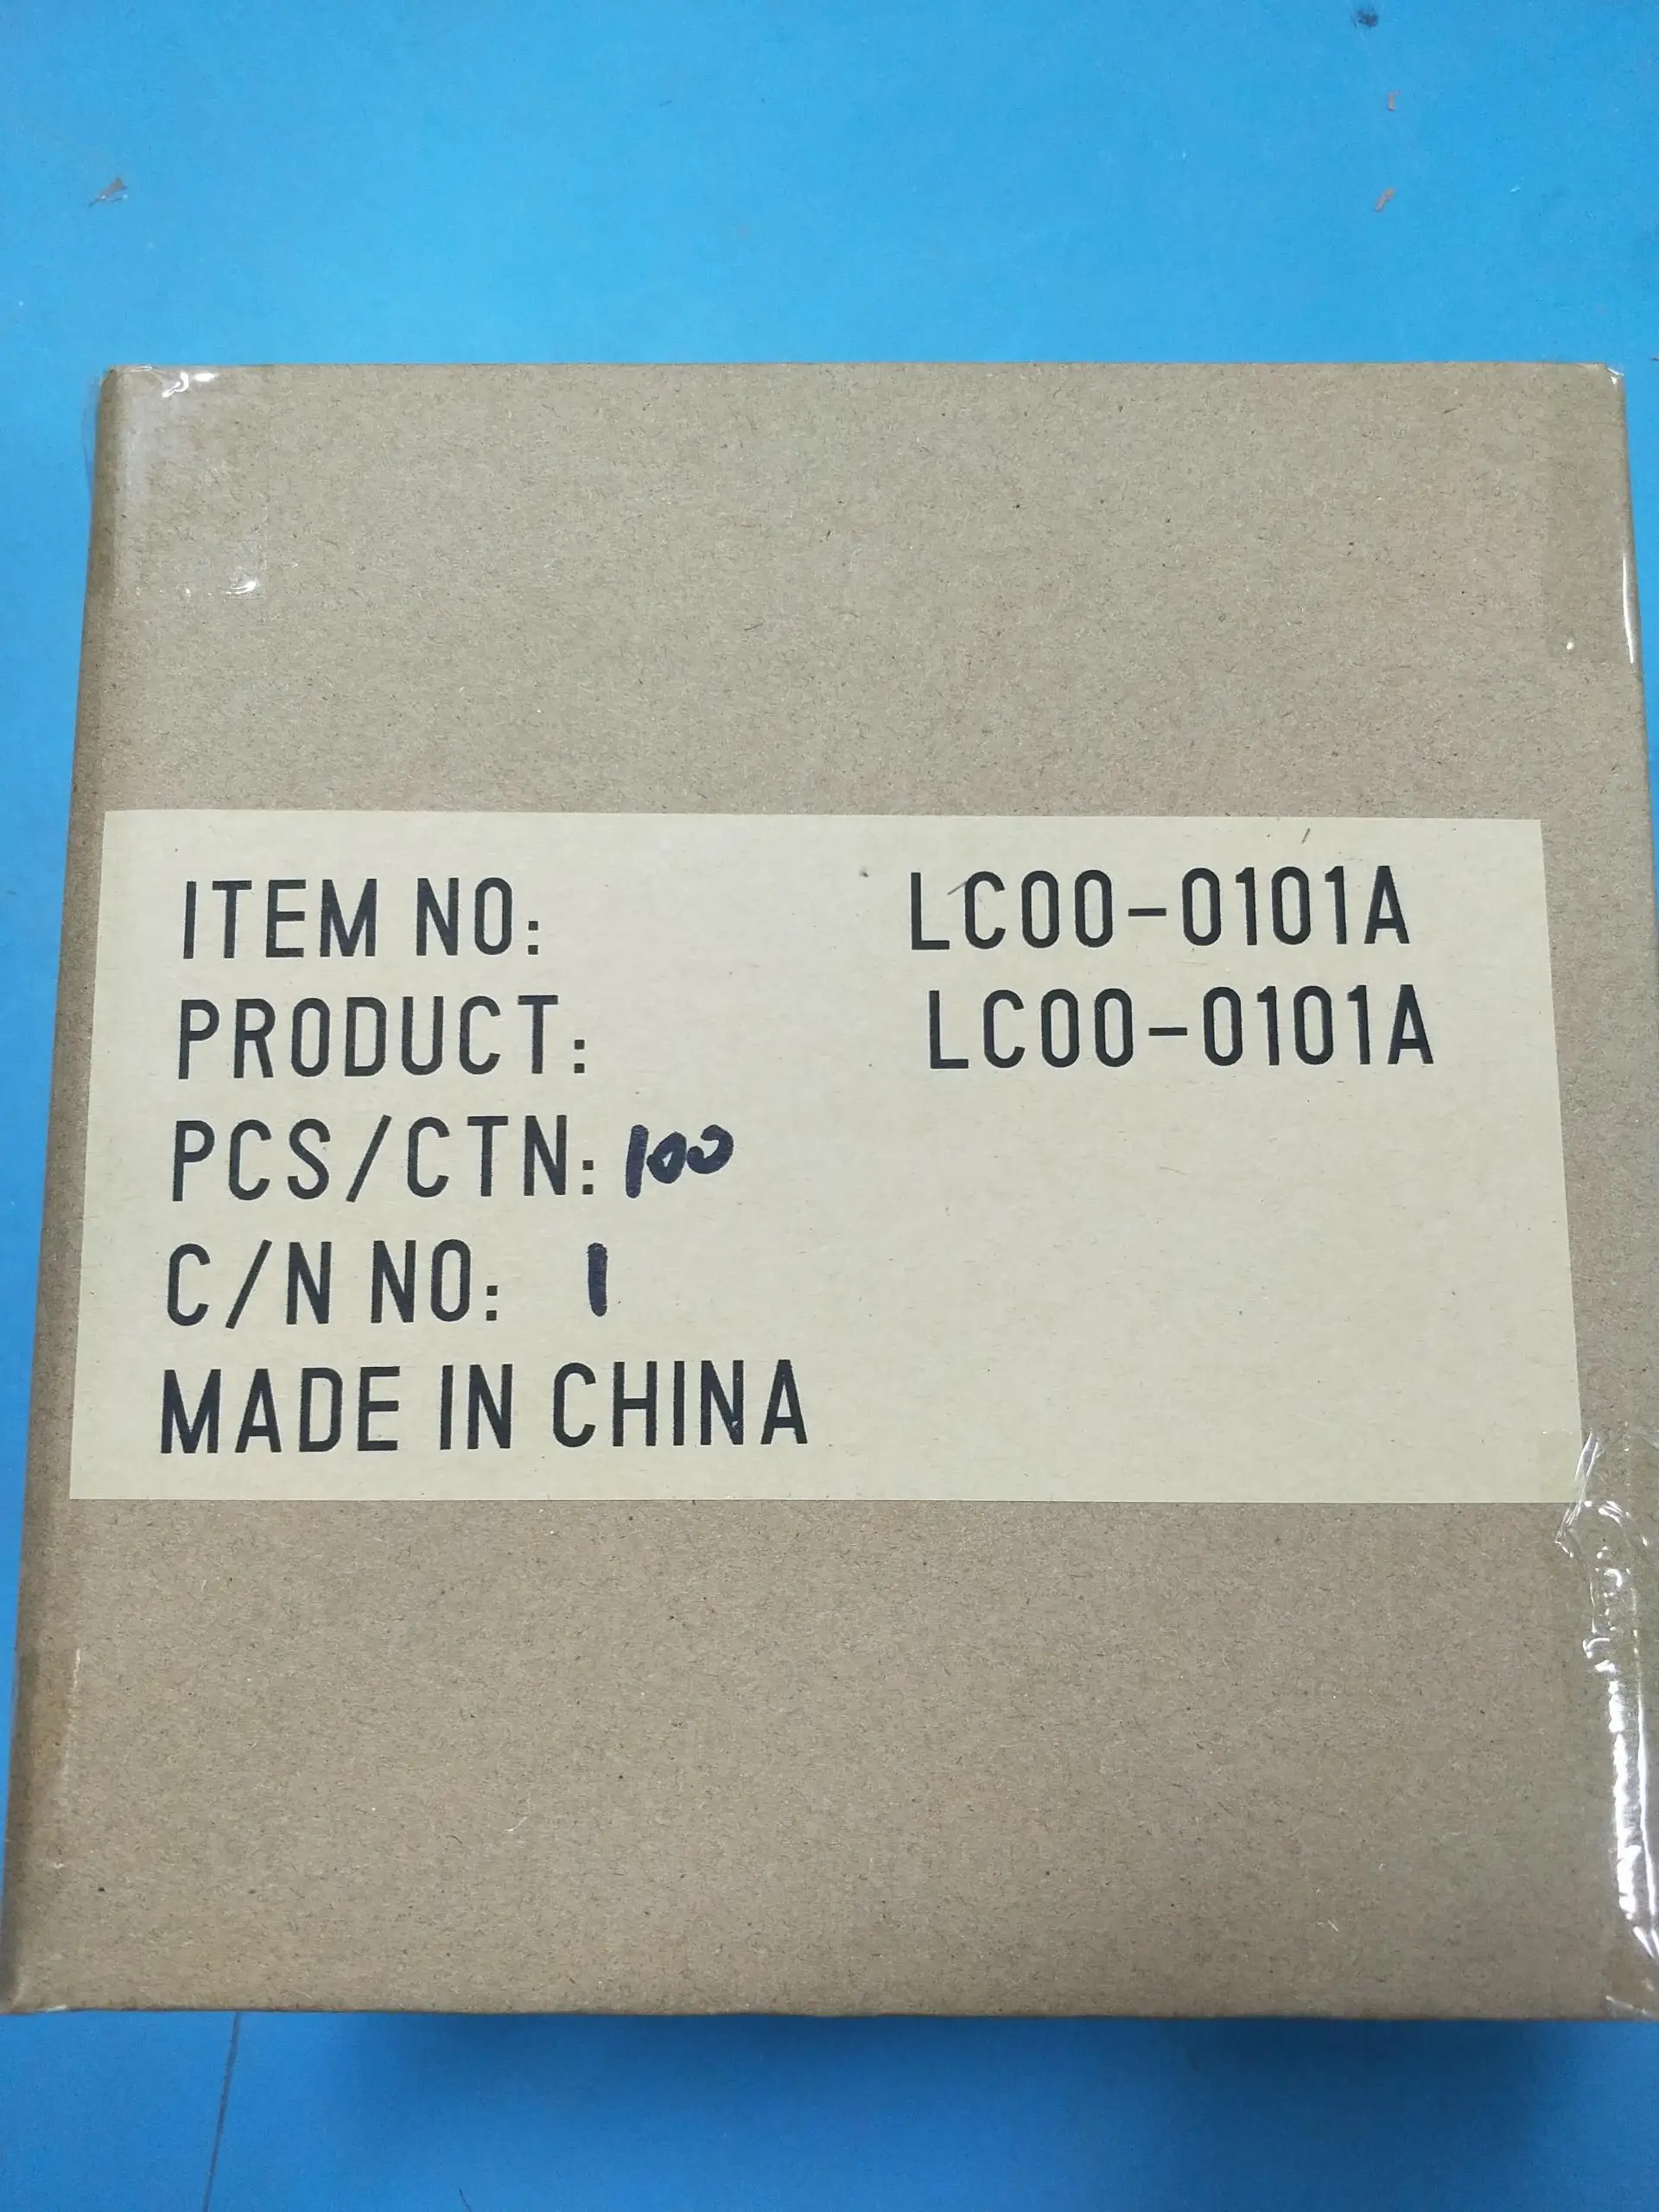 ITEM NO: LC00-0101A
PRODUCT: LC00-0101A
PCS/CTN: 100
C/N NO: 1
MADE IN CHINA